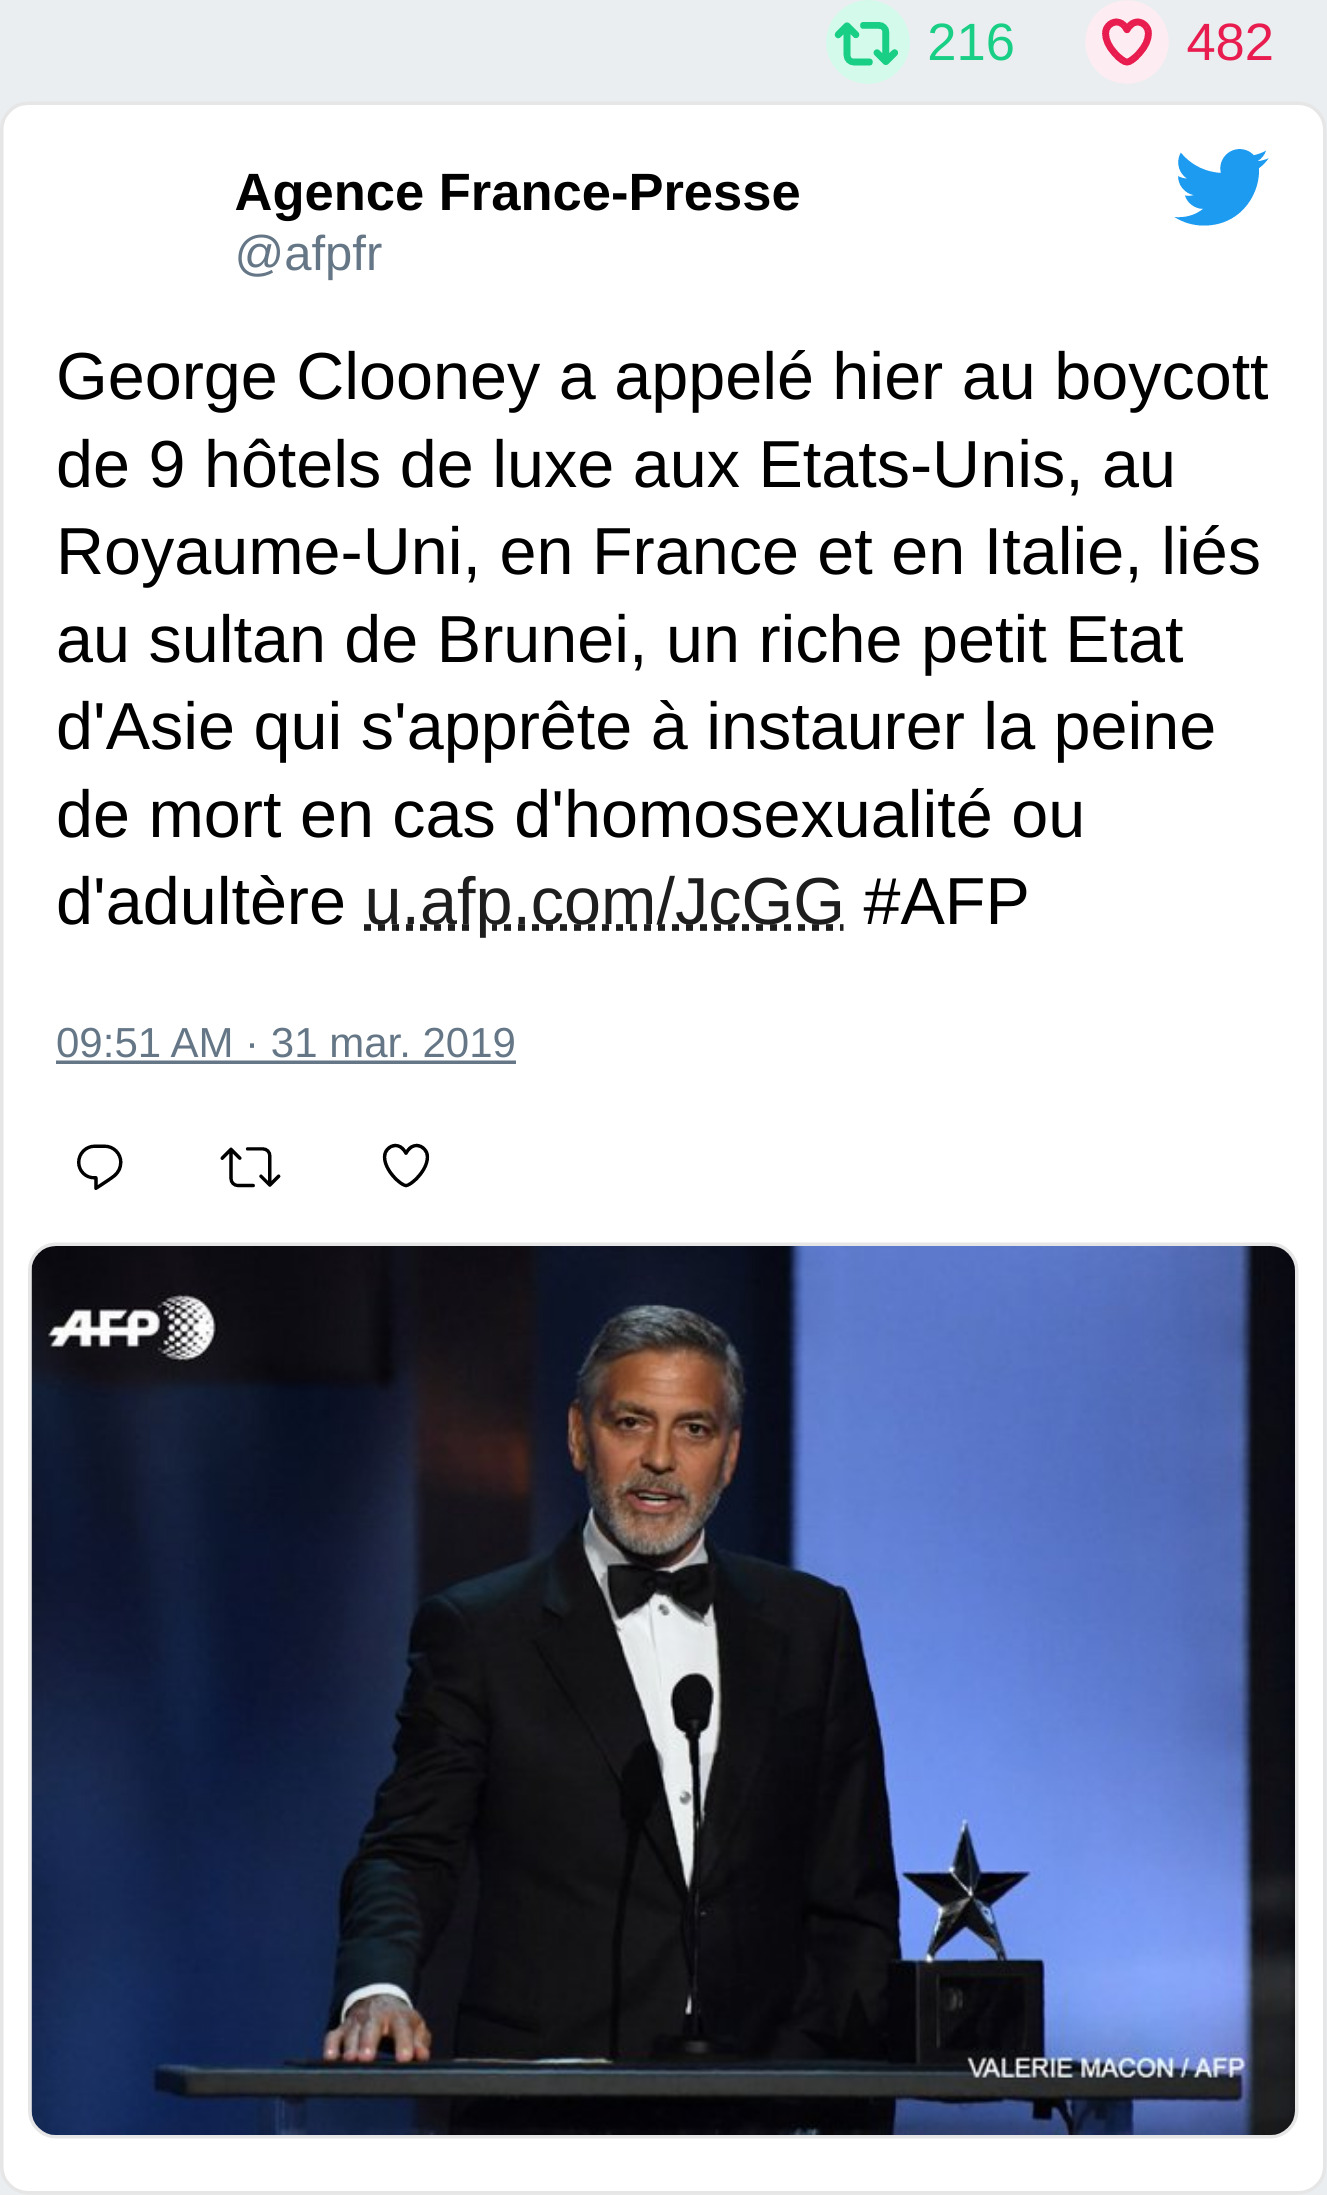 216 482
Agence France-Presse
@afpfr
George Clooney a appelé hier au boycott
de 9 hôtels de luxe aux Etats-Unis, au
Royaume-Uni, en France et en Italie, liés
au sultan de Brunei, un riche petit Etat
d'Asie qui s'apprête à instaurer la peine
de mort en cas d'homosexualité ou
d'adultère u.afp.com/JcGG #AFP
09:51 AM · 31 mar. 2019
AFP
VALERIE MACON / AFP